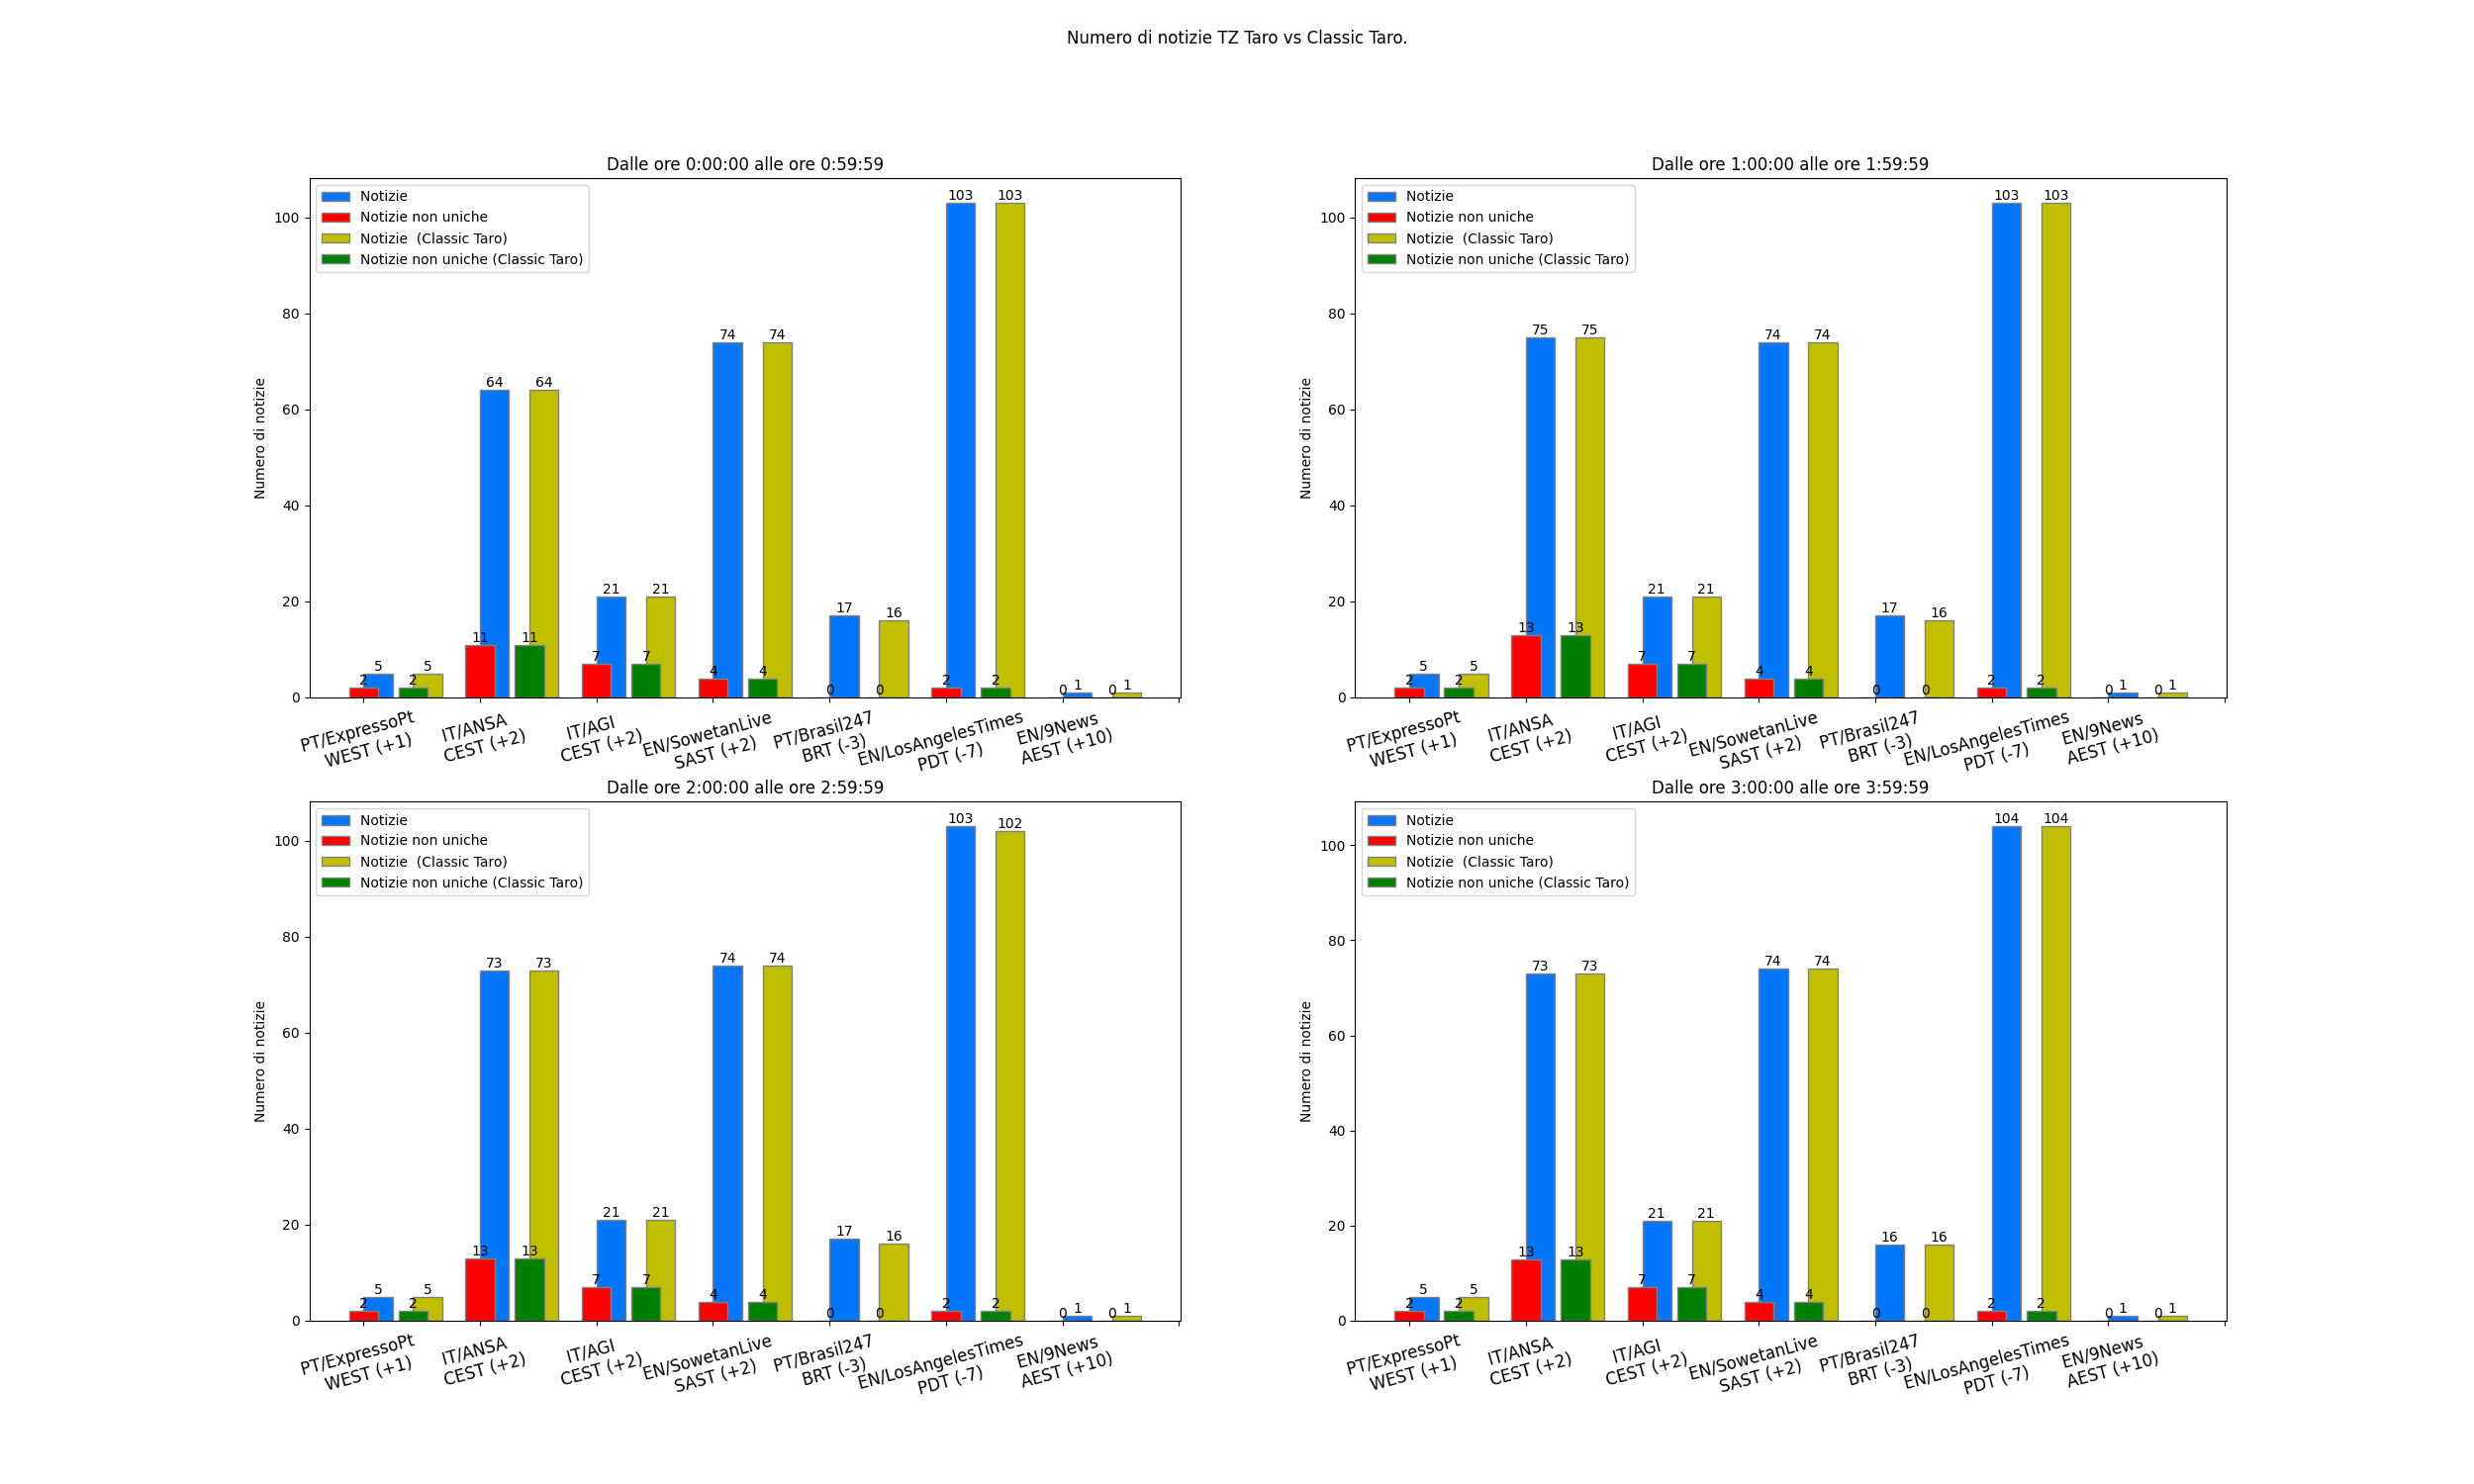 Numero di notizie TZ Taro vs Classic Taro.
Dalle ore 0:00:00 alle ore 0:59:59
Notizie
Notizie non uniche
Notizie  (Classic Taro)
Notizie non uniche (Classic Taro)
Numero di notizie
100
80
60
40
20
0
5
2
5
2
64
11
64
11
21
7
21
7
74
4
74
4
17
0
16
0
103
2
103
2
1
0
1
0
PT/ExpressoPt
WEST (+1)
IT/ANSA
CEST (+2)
IT/AGI
CEST (+2)
EN/SowetanLive
SAST (+2)
PT/Brasil247
BRT (-3)
EN/LosAngelesTimes
PDT (-7)
EN/9News
AEST (+10)
Dalle ore 1:00:00 alle ore 1:59:59
Notizie
Notizie non uniche
Notizie  (Classic Taro)
Notizie non uniche (Classic Taro)
Numero di notizie
100
80
60
40
20
0
5
2
5
2
75
13
75
13
21
7
21
7
74
4
74
4
17
0
16
0
103
2
103
2
1
0
1
0
PT/ExpressoPt
WEST (+1)
IT/ANSA
CEST (+2)
IT/AGI
CEST (+2)
EN/SowetanLive
SAST (+2)
PT/Brasil247
BRT (-3)
EN/LosAngelesTimes
PDT (-7)
EN/9News
AEST (+10)
Dalle ore 2:00:00 alle ore 2:59:59
Notizie
Notizie non uniche
Notizie  (Classic Taro)
Notizie non uniche (Classic Taro)
Numero di notizie
100
80
60
40
20
0
5
2
5
2
73
13
73
13
21
7
21
7
74
4
74
4
17
0
16
0
103
2
102
2
1
0
1
0
PT/ExpressoPt
WEST (+1)
IT/ANSA
CEST (+2)
IT/AGI
CEST (+2)
EN/SowetanLive
SAST (+2)
PT/Brasil247
BRT (-3)
EN/LosAngelesTimes
PDT (-7)
EN/9News
AEST (+10)
Dalle ore 3:00:00 alle ore 3:59:59
Notizie
Notizie non uniche
Notizie  (Classic Taro)
Notizie non uniche (Classic Taro)
Numero di notizie
100
80
60
40
20
0
5
2
5
2
73
13
73
13
21
7
21
7
74
4
74
4
16
0
16
0
104
2
104
2
1
0
1
0
PT/ExpressoPt
WEST (+1)
IT/ANSA
CEST (+2)
IT/AGI
CEST (+2)
EN/SowetanLive
SAST (+2)
PT/Brasil247
BRT (-3)
EN/LosAngelesTimes
PDT (-7)
EN/9News
AEST (+10)